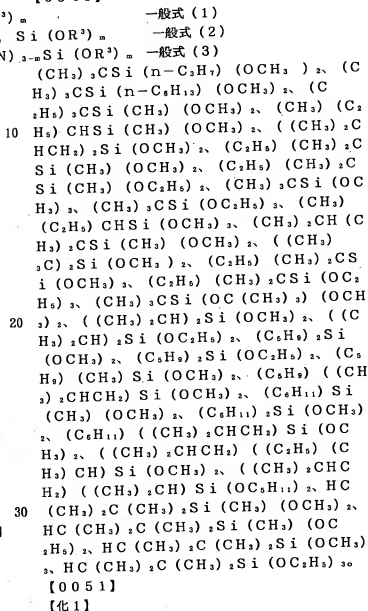 ³)ₘ 一般式(1)
Si(OR³)ₘ 一般式(2)
N)₃₋ₘSi(OR³)ₘ 一般式(3)
(CH₃)₃CSi(n-C₃H₇)(OCH₃)₂、(C
H₃)₃CSi(n-C₆H₁₃)(OCH₃)₂、(C
₂H₅)₃CSi(CH₃)(OCH₃)₂、(CH₃)(C₂
10 H₅)CHSi(CH₃)(OCH₃)₂、((CH₃)₂C
HCH₂)₂Si(OCH₃)₂、(C₂H₅)(CH₃)₂C
Si(CH₃)(OCH₃)₂、(C₂H₅)(CH₃)₂C
Si(CH₃)(OC₂H₅)₂、(CH₃)₃CSi(OC
H₃)₃、(CH₃)₃CSi(OC₂H₅)₃、(CH₃)
(C₂H₅)CHSi(OCH₃)₃、(CH₃)₂CH(C
H₃)₂CSi(CH₃)(OCH₃)₂、((CH₃)
₃C)₂Si(OCH₃)₂、(C₂H₅)(CH₃)₂CS
i(OCH₃)₃、(C₂H₅)(CH₃)₂CSi(OC₂
H₅)₃、(CH₃)₃CSi(OC(CH₃)₃)(OCH
20 ₃)₂、((CH₃)₂CH)₂Si(OCH₃)₂、((C
H₃)₂CH)₂Si(OC₂H₅)₂、(C₅H₉)₂Si
(OCH₃)₂、(C₅H₉)₂Si(OC₂H₅)₂、(C₅
H₉)(CH₃)Si(OCH₃)₂、(C₅H₉)((CH
₃)₂CHCH₂)Si(OCH₃)₂、(C₆H₁₁)Si
(CH₃)(OCH₃)₂、(C₆H₁₁)₂Si(OCH₃)
₂、(C₆H₁₁)((CH₃)₂CHCH₂)Si(OC
H₃)₂、((CH₃)₂CHCH₂)((C₂H₅)(C
H₃)CH)Si(OCH₃)₂、((CH₃)₂CHC
H₂)((CH₃)₂CH)Si(OC₅H₁₁)₂、HC
30 (CH₃)₂C(CH₃)₂Si(CH₃)(OCH₃)₂、
HC(CH₃)₂C(CH₃)₂Si(CH₃)(OC
₂H₅)₂、HC(CH₃)₂C(CH₃)₂Si(OCH₃)
₃、HC(CH₃)₂C(CH₃)₂Si(OC₂H₅)₃。
【0051】
【化1】